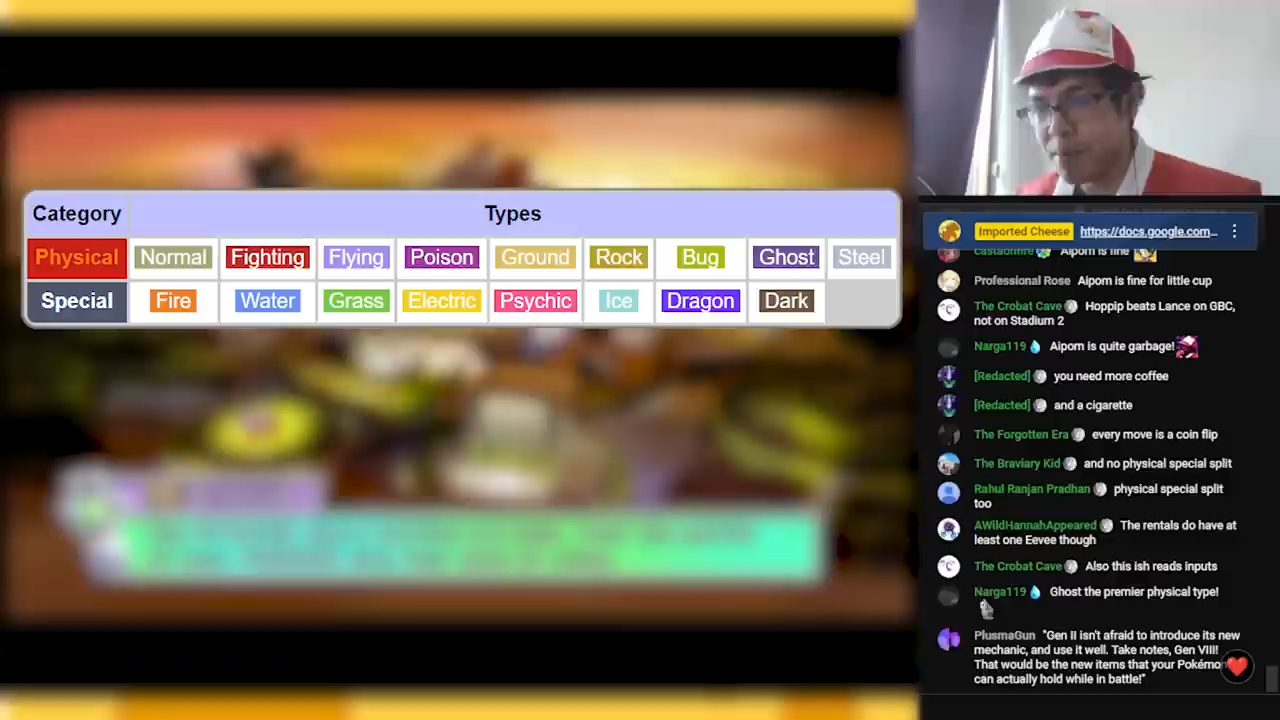 Category Types
Physical Normal Fighting Flying Poison Ground Rock Bug Ghost Steel
Special Fire Water Grass Electric Psychic Ice Dragon Dark
Imported Cheese https://docs.google.com...
castaonfire Aipom is fine
Professional Rose Aipom is fine for little cup
The Crobat Cave Hoppip beats Lance on GBC,
not on Stadium 2
Narga119 Aipom is quite garbage!
[Redacted] you need more coffee
[Redacted] and a cigarette
The Forgotten Era every move is a coin flip
The Braviary Kid and no physical special split
Rahul Ranjan Pradhan physical special split
too
AWildHannahAppeared The rentals do have at
least one Eevee though
The Crobat Cave Also this ish reads inputs
Narga119 Ghost the premier physical type!
PlusmaGun "Gen II isn't afraid to introduce its new
mechanic, and use it well. Take notes, Gen VIII!
That would be the new items that your Pokémon
can actually hold while in battle!"